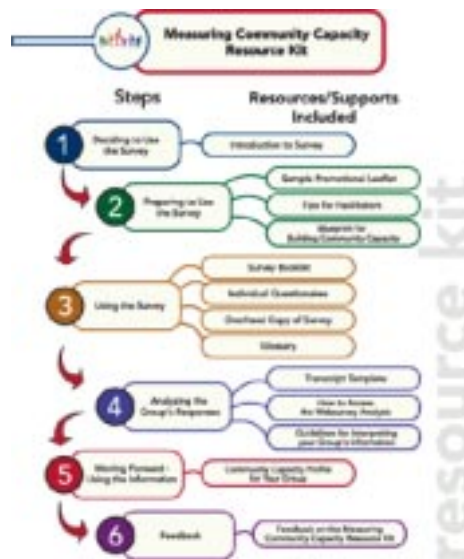 Measuring Community Capacity
Resource Kit
Steps
Resources/Supports
Included
1
Deciding to Use
the Survey
Introduction to Survey
2
Preparing to Use
the Survey
Sample Promotional Leaflet
Tips for Facilitators
Blueprint for
Building Community Capacity
3
Using the Survey
Survey Booklet
Individual Questionnaires
Overhead Copy of Survey
Glossary
4
Analyzing the
Group's Responses
Transcript Template
How to Access
the Websurvey Analysis
Guidelines for Interpreting
your Group's Information
5
Moving Forward -
Using the Information
Community Capacity Profile
for Your Group
6
Feedback
Feedback on the Measuring
Community Capacity Resource Kit
resource kit